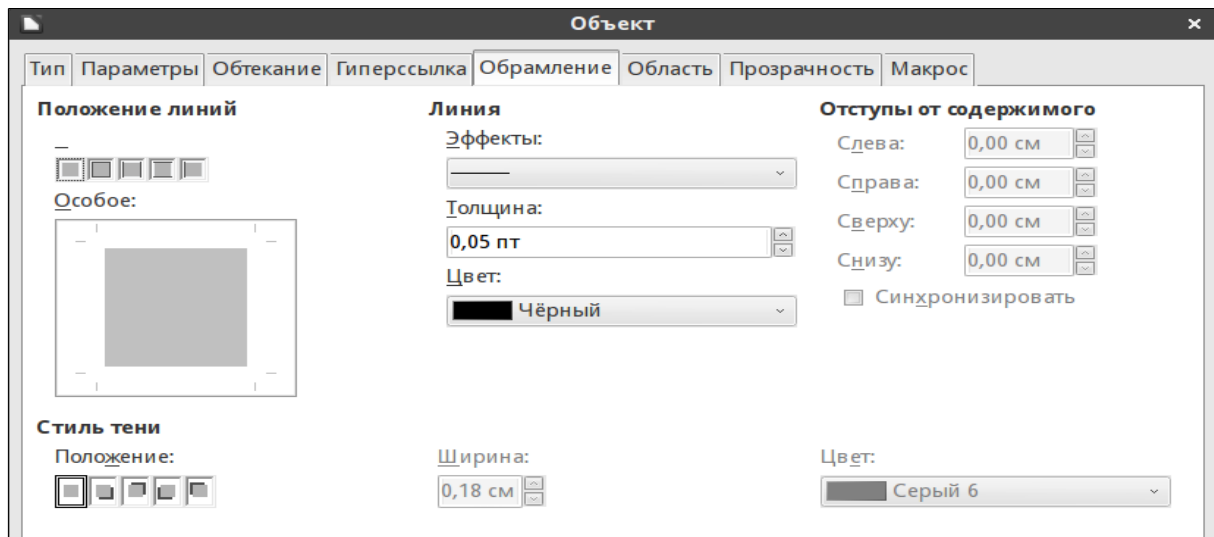 Объект
Тип Параметры Обтекание Гиперссылка Обрамление Область Прозрачность Макрос
Положение линий
Особое:
Линия
Эффекты:
Толщина:
0,05 пт
Цвет:
Чёрный
Отступы от содержимого
Слева: 0,00 см
Справа: 0,00 см
Сверху: 0,00 см
Снизу: 0,00 см
Синхронизировать
Стиль тени
Положение:
Ширина:
0,18 см
Цвет:
Серый 6